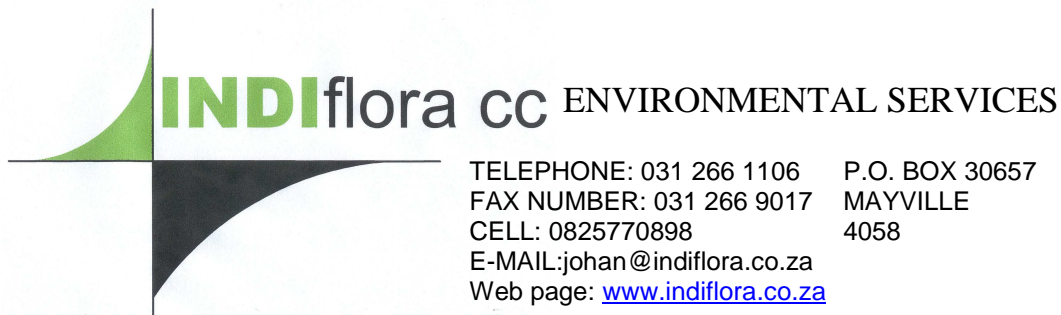 INDIflora cc ENVIRONMENTAL SERVICES
TELEPHONE: 031 266 1106 P.O. BOX 30657
FAX NUMBER: 031 266 9017 MAYVILLE
CELL: 0825770898 4058
E-MAIL:johan@indiflora.co.za
Web page: www.indiflora.co.za